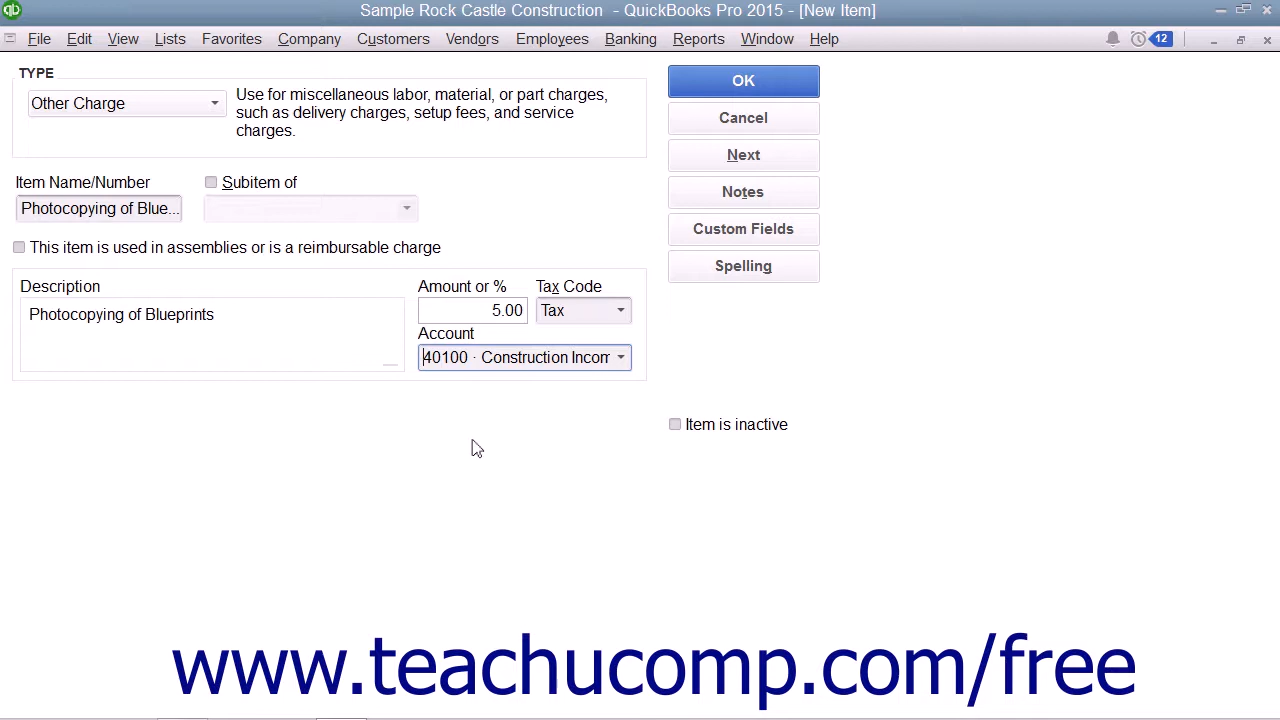 Sample Rock Castle Construction - QuickBooks Pro 2015 - [New Item]
File Edit View Lists Favorites Company Customers Vendors Employees Banking Reports Window Help 12
TYPE
Other Charge
Use for miscellaneous labor, material, or part charges,
such as delivery charges, setup fees, and service
charges.
OK
Cancel
Next
Notes
Custom Fields
Spelling
Item Name/Number Subitem of
Photocopying of Blue...
This item is used in assemblies or is a reimbursable charge
Description Amount or % Tax Code
Photocopying of Blueprints 5.00 Tax
Account
40100 · Construction Incom
Item is inactive
www.teachucomp.com/free